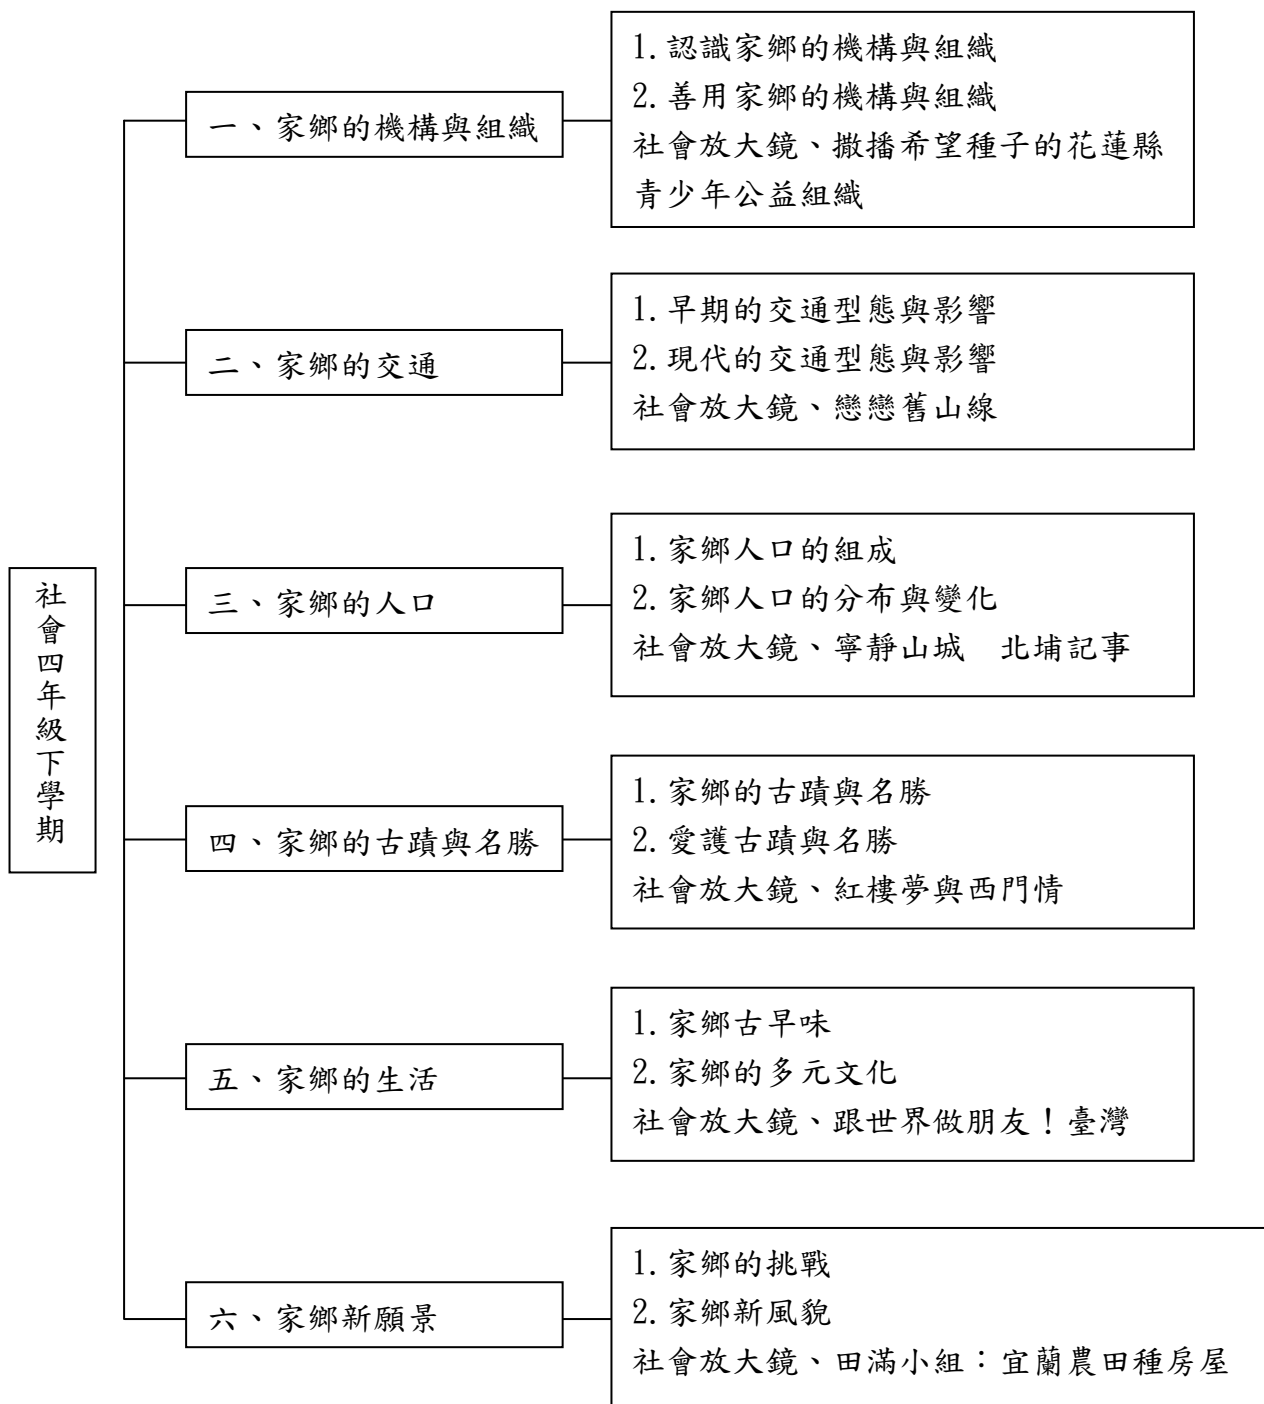 社會四年級下學期
一、家鄉的機構與組織
1.認識家鄉的機構與組織
2.善用家鄉的機構與組織
社會放大鏡、撒播希望種子的花蓮縣
青少年公益組織
二、家鄉的交通
1.早期的交通型態與影響
2.現代的交通型態與影響
社會放大鏡、戀戀舊山線
三、家鄉的人口
1.家鄉人口的組成
2.家鄉人口的分布與變化
社會放大鏡、寧靜山城　北埔記事
四、家鄉的古蹟與名勝
1.家鄉的古蹟與名勝
2.愛護古蹟與名勝
社會放大鏡、紅樓夢與西門情
五、家鄉的生活
1.家鄉古早味
2.家鄉的多元文化
社會放大鏡、跟世界做朋友！臺灣
六、家鄉新願景
1.家鄉的挑戰
2.家鄉新風貌
社會放大鏡、田滿小組：宜蘭農田種房屋